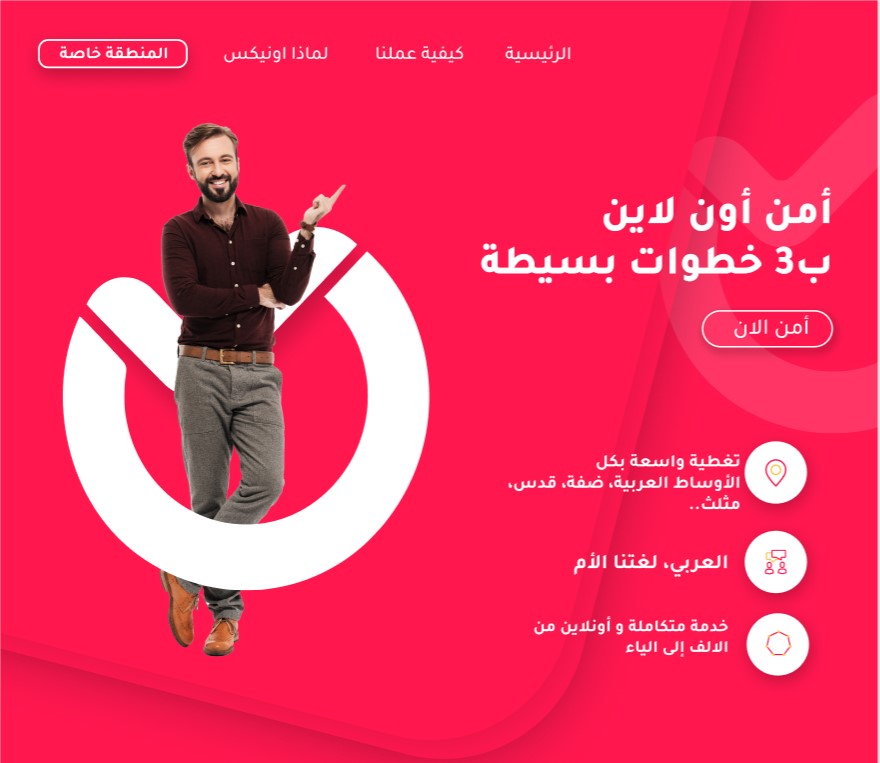 الرئيسية
كيفية عملنا
لماذا اونيكس
المنطقة خاصة
أمن أون لاين
ب3 خطوات بسيطة
أمن الان
تغطية واسعة بكل
الأوساط العربية، ضفة، قدس،
مثلث..
العربي، لغتنا الأم
خدمة متكاملة و أونلاين من
الالف إلى الياء